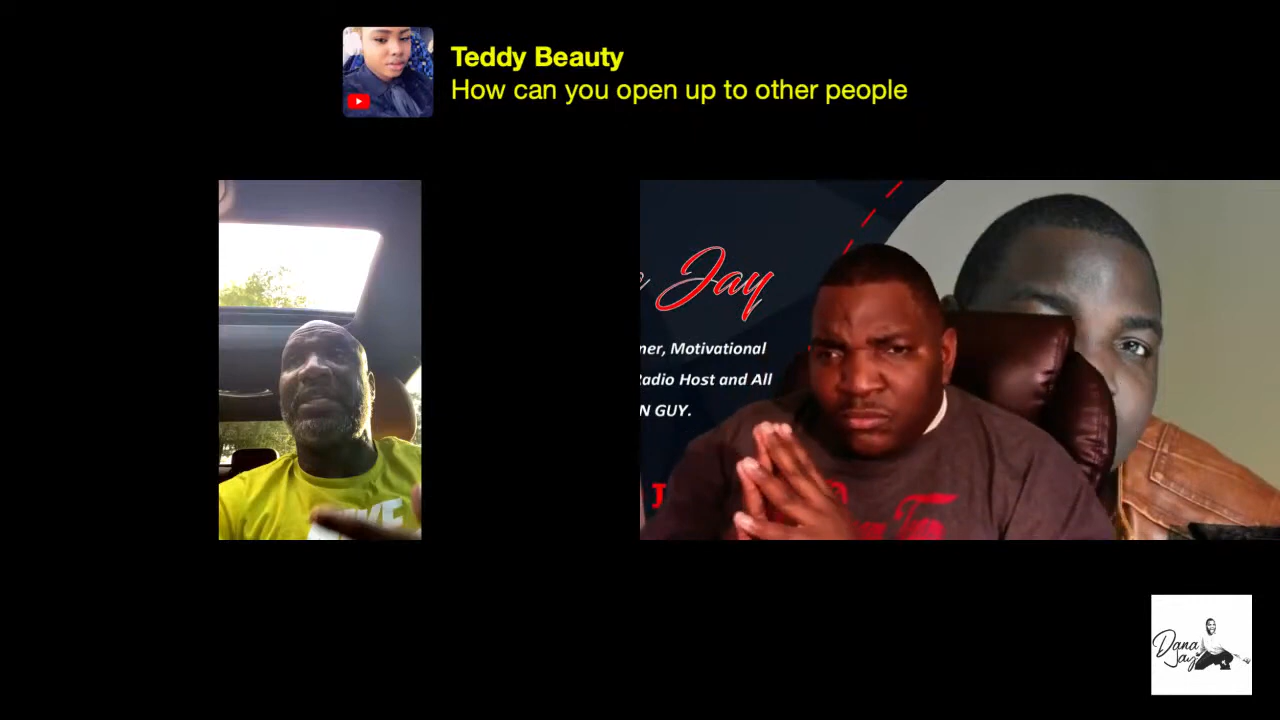 Teddy Beauty
How can you open up to other people
Jay
ner, Motivational
adio Host and All
N GUY.
J
Dana
Jay